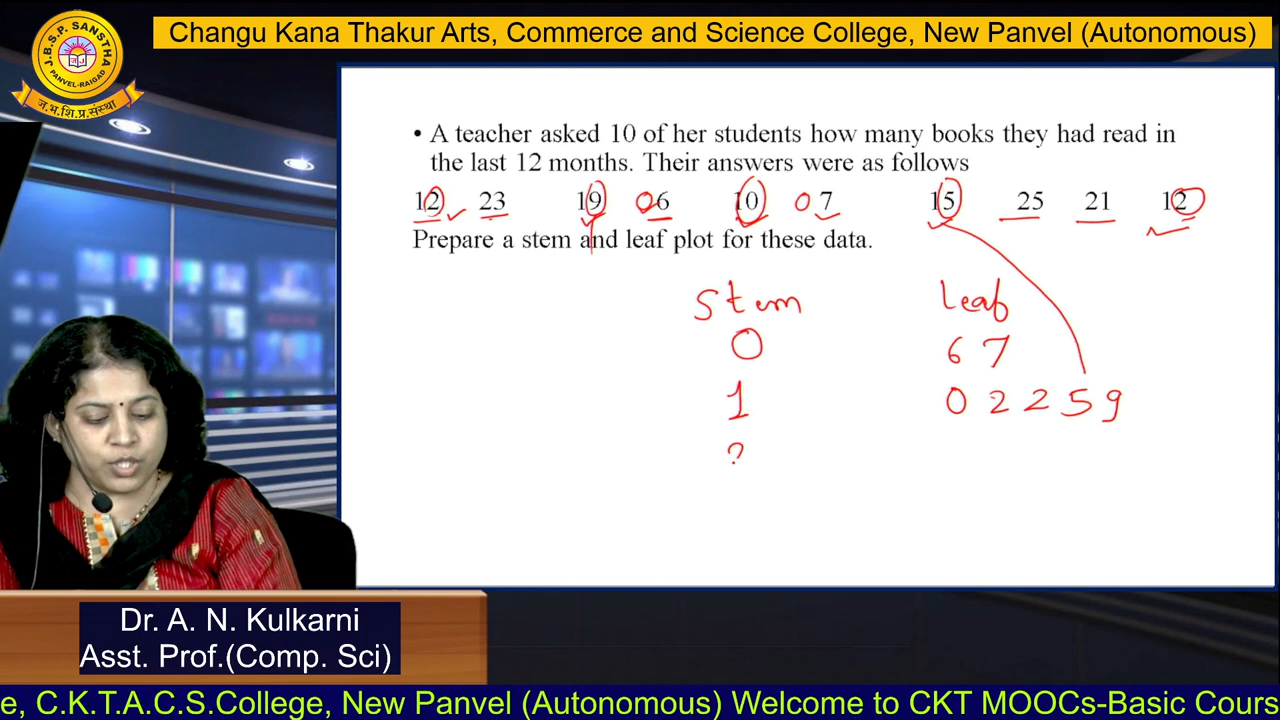 Changu Kana Thakur Arts, Commerce and Science College, New Panvel (Autonomous)
J.B.S.P. SANSTHA
PANVEL-RAIGAD
ज.भ.शि.प्र.संस्था
• A teacher asked 10 of her students how many books they had read in
the last 12 months. Their answers were as follows
12 23 19 06 10 07 15 25 21 12
Prepare a stem and leaf plot for these data.
Stem leaf
0 6 7
1 0 2 2 5 9
?
Dr. A. N. Kulkarni
Asst. Prof.(Comp. Sci)
e, C.K.T.A.C.S.College, New Panvel (Autonomous) Welcome to CKT MOOCs-Basic Cours